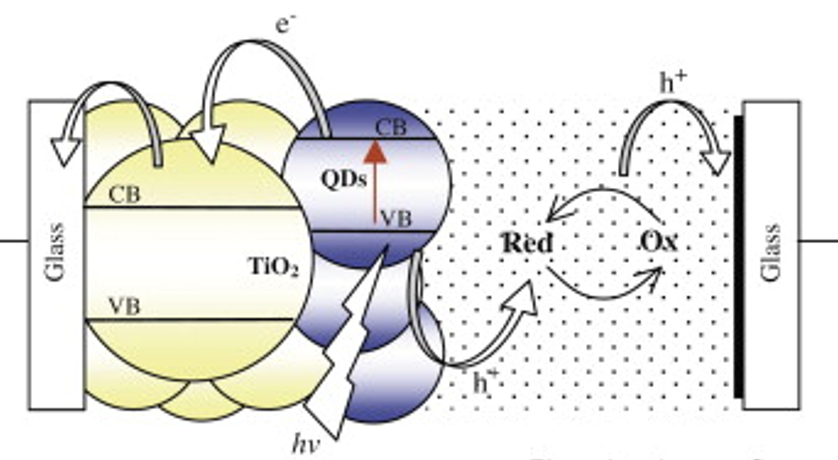 e⁻
h⁺
CB
QDs
VB
CB
TiO₂
VB
Glass
Red
Ox
Glass
h⁺
hν